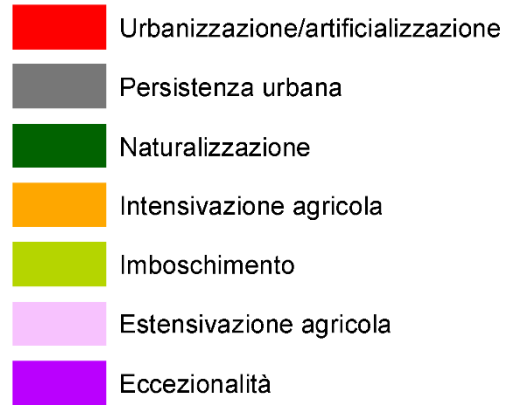 Urbanizzazione/artificializzazione
Persistenza urbana
Naturalizzazione
Intensivazione agricola
Imboschimento
Estensivazione agricola
Eccezionalità